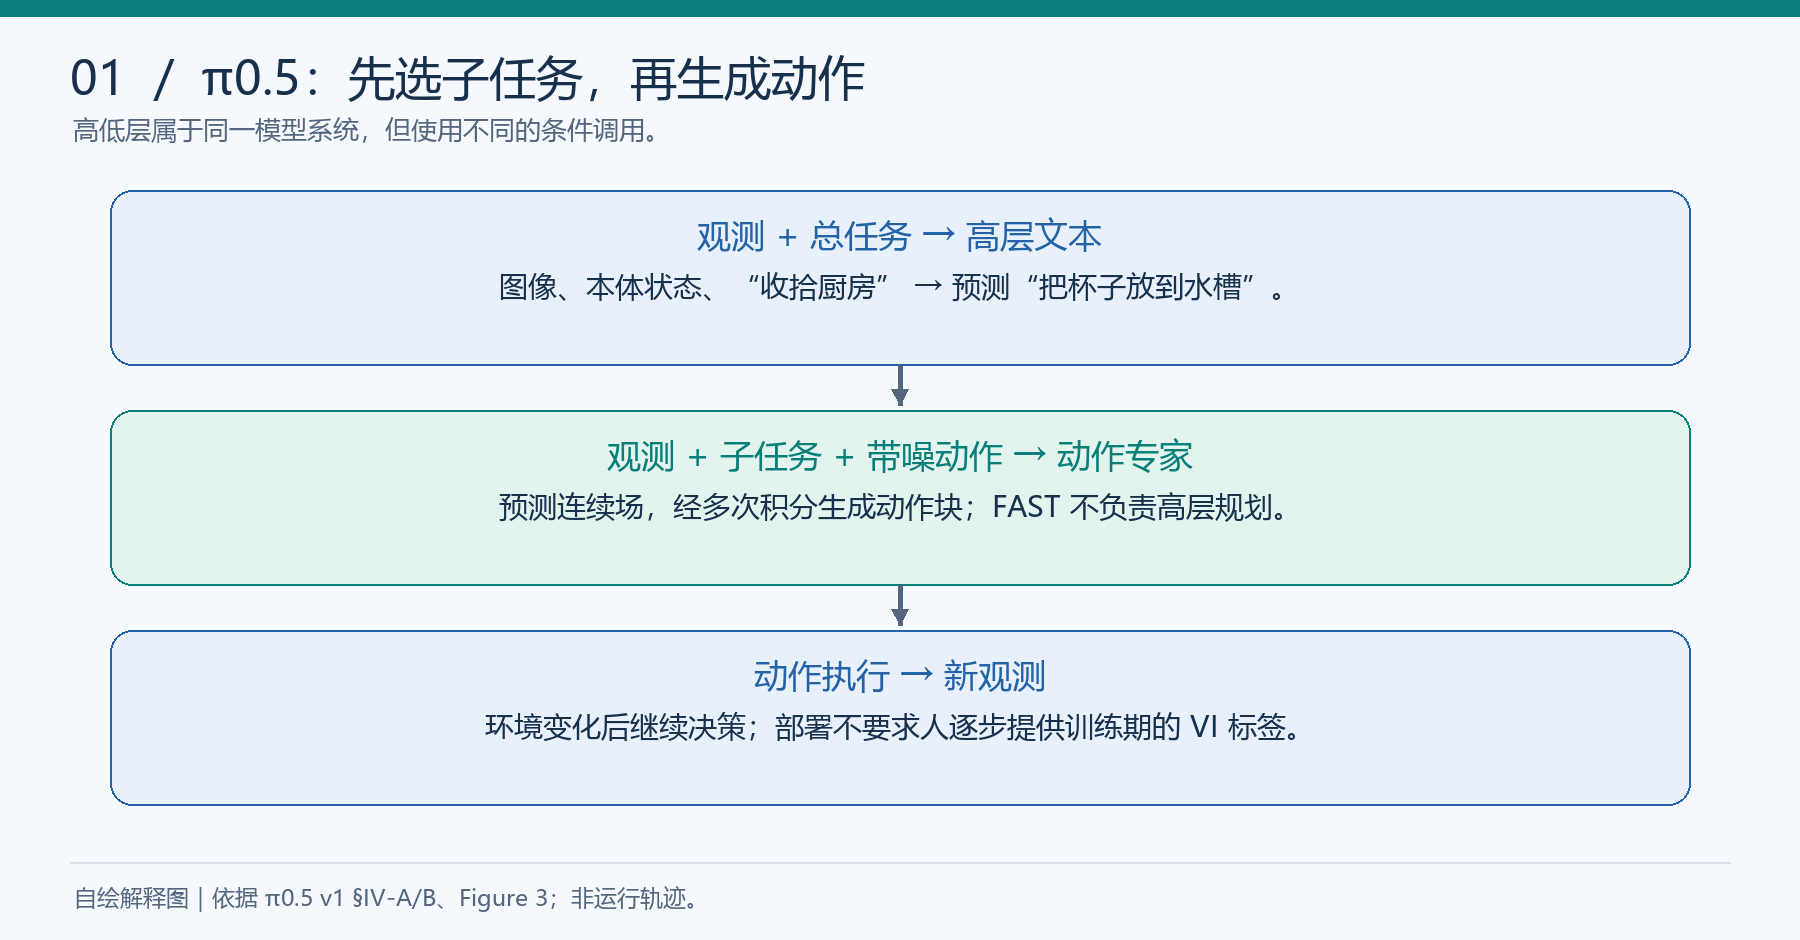 01 / π0.5：先选子任务，再生成动作
高低层属于同一模型系统，但使用不同的条件调用。
观测 + 总任务 → 高层文本
图像、本体状态、“收拾厨房” → 预测“把杯子放到水槽”。
观测 + 子任务 + 带噪动作 → 动作专家
预测连续场，经多次积分生成动作块；FAST 不负责高层规划。
动作执行 → 新观测
环境变化后继续决策；部署不要求人逐步提供训练期的 VI 标签。
自绘解释图｜依据 π0.5 v1 §IV-A/B、Figure 3；非运行轨迹。